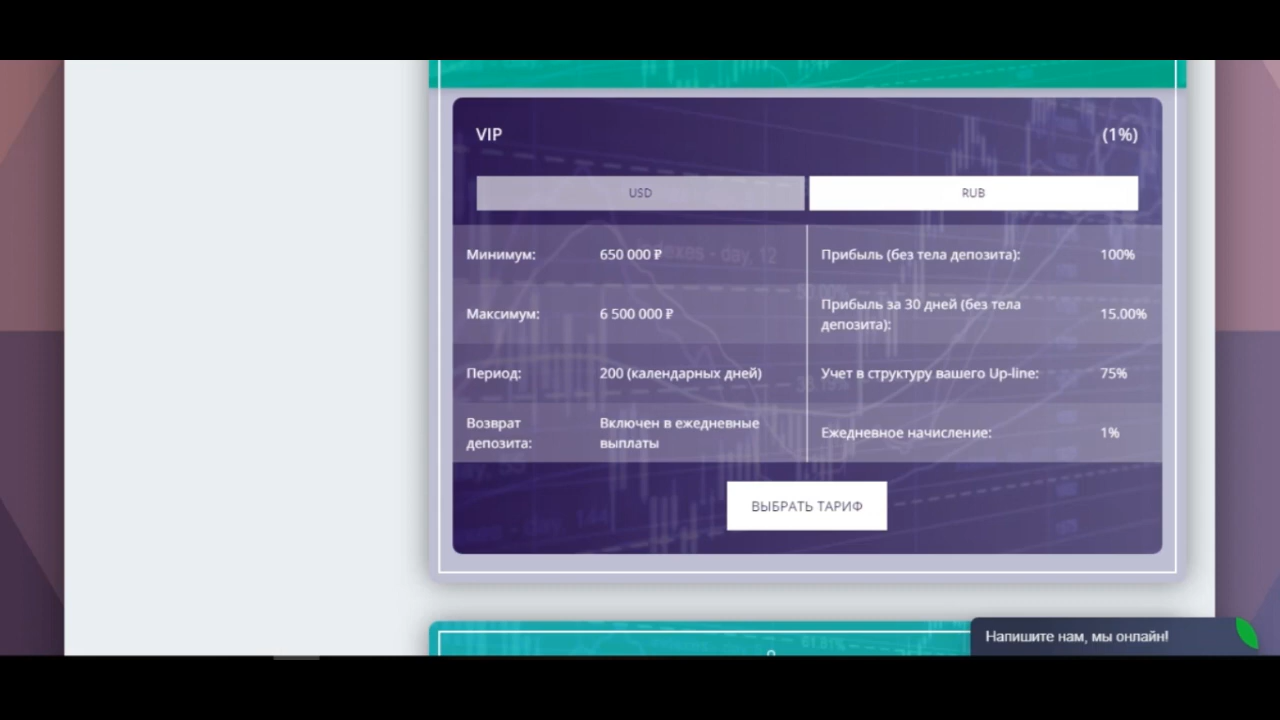 VIP
(1%)
USD
RUB
Минимум:
650 000 ₽
Прибыль (без тела депозита):
100%
Максимум:
6 500 000 ₽
Прибыль за 30 дней (без тела
депозита):
15.00%
Период:
200 (календарных дней)
Учет в структуру вашего Up-line:
75%
Возврат
депозита:
Включен в ежедневные
выплаты
Ежедневное начисление:
1%
ВЫБРАТЬ ТАРИФ
Напишите нам, мы онлайн!